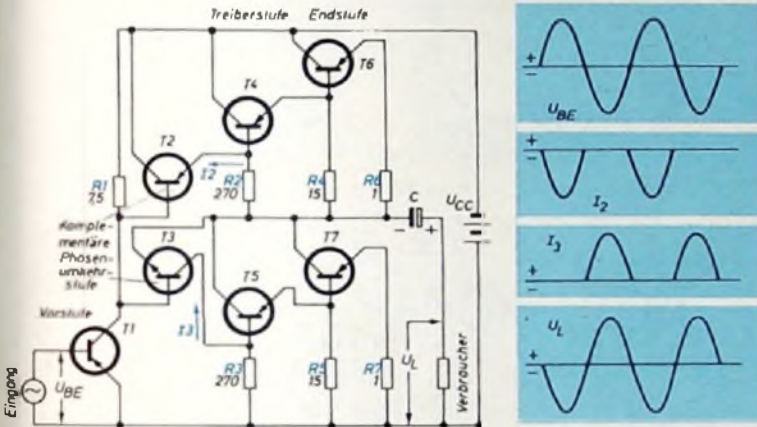 Treiberstufe Endstufe
T6
T4
T2
I2
R1
7,5
R2
270
R4
15
R6
1
C
UCC
- +
Komple-
mentäre
Phasen-
umkehr-
stufe
T3
T5
T7
Vorstufe
T1
I3
R3
270
R5
15
R7
1
UL
Verbraucher
Eingang
UBE
+
-
UBE
+
-
I2
I3
+
-
UL
+
-